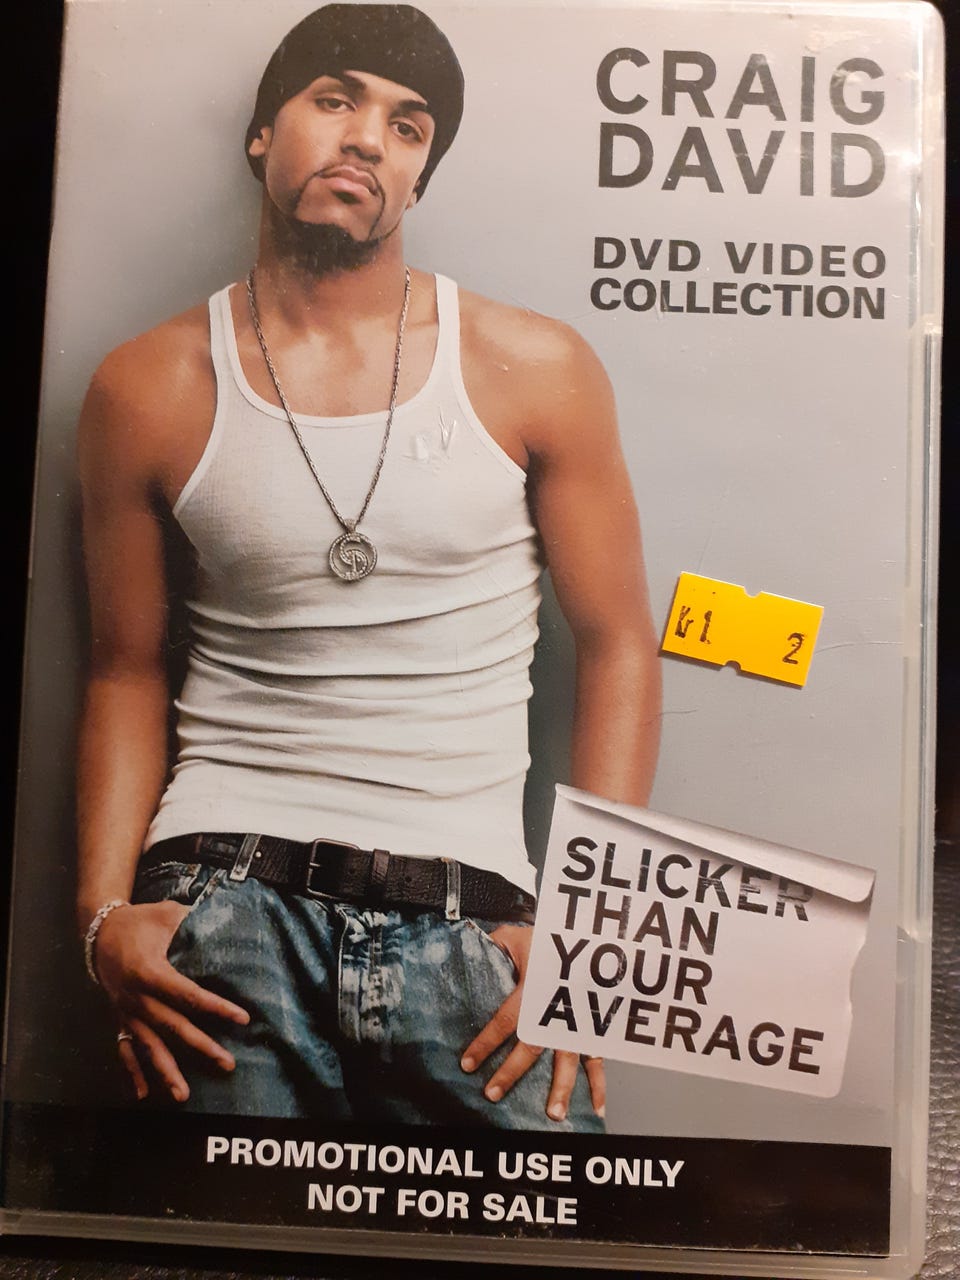 CRAIG
DAVID
DVD VIDEO
COLLECTION
2
SLICKER
THAN
YOUR
AVERAGE
PROMOTIONAL USE ONLY
NOT FOR SALE